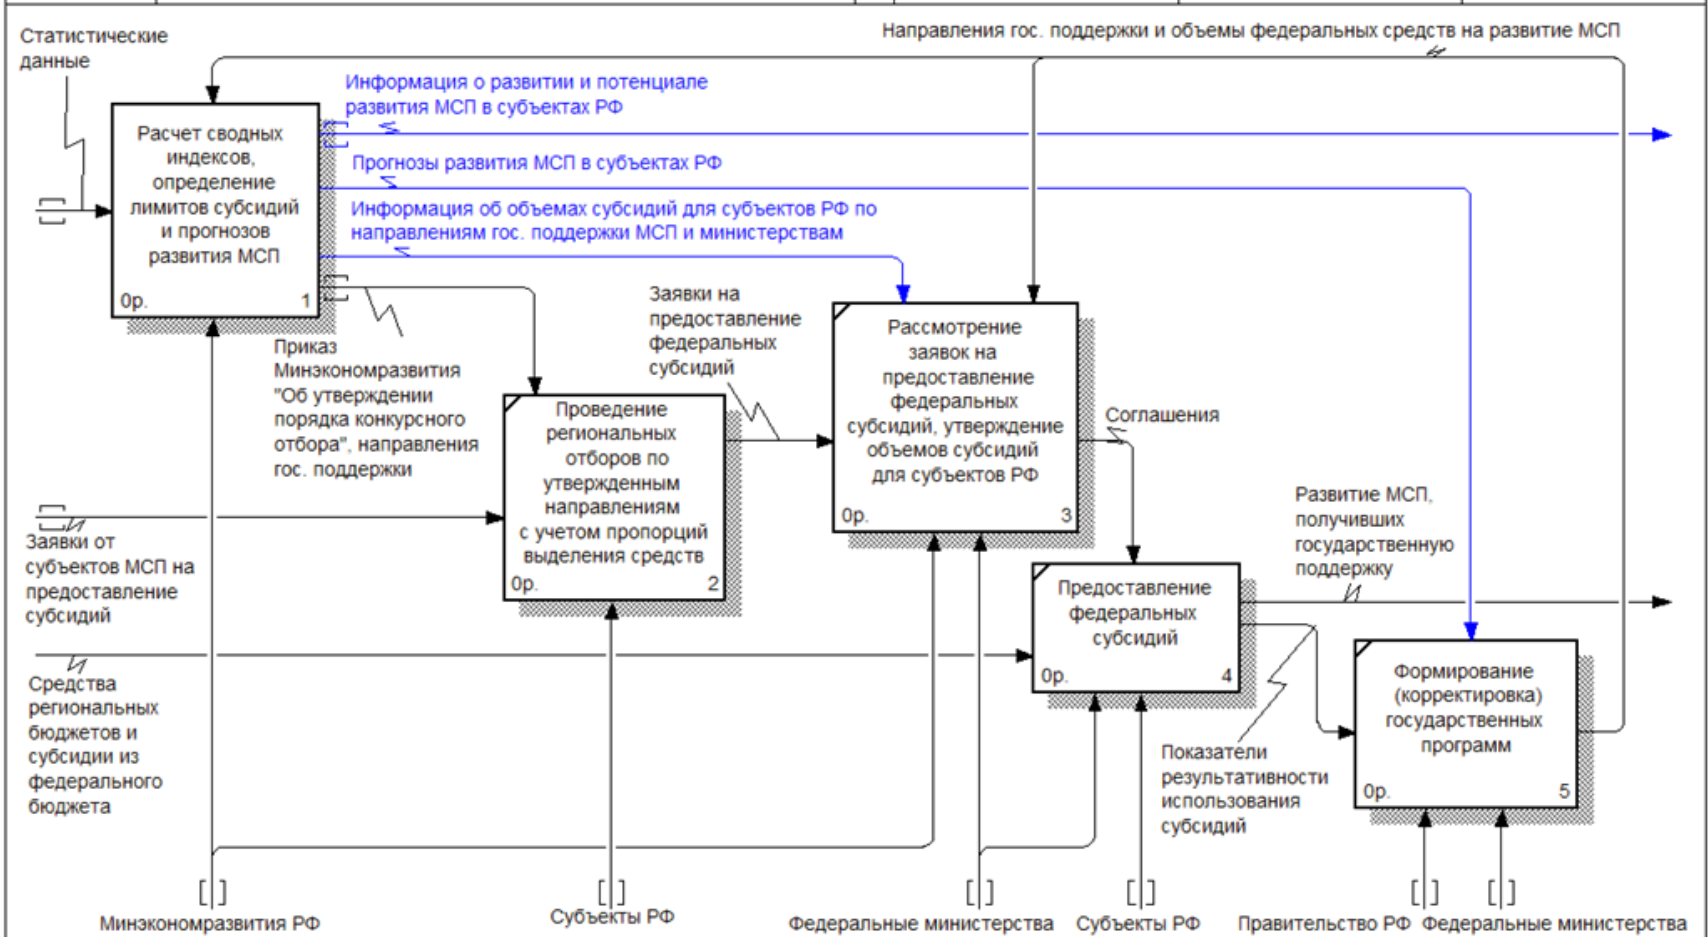 Направления гос. поддержки и объемы федеральных средств на развитие МСП
Статистические
данные
Информация о развитии и потенциале
развития МСП в субъектах РФ
Расчет сводных
индексов,
определение
лимитов субсидий
и прогнозов
развития МСП
0р. 1
Прогнозы развития МСП в субъектах РФ
Информация об объемах субсидий для субъектов РФ по
направлениям гос. поддержки МСП и министерствам
Приказ
Минэкономразвития
"Об утверждении
порядка конкурсного
отбора", направления
гос. поддержки
Заявки на
предоставление
федеральных
субсидий
Рассмотрение
заявок на
предоставление
федеральных
субсидий, утверждение
объемов субсидий
для субъектов РФ
0р. 3
Соглашения
Проведение
региональных
отборов по
утвержденным
направлениям
с учетом пропорций
выделения средств
0р. 2
Заявки от
субъектов МСП на
предоставление
субсидий
Развитие МСП,
получивших
государственную
поддержку
Предоставление
федеральных
субсидий
0р. 4
Средства
региональных
бюджетов и
субсидии из
федерального
бюджета
Формирование
(корректировка)
государственных
программ
0р. 5
Показатели
результативности
использования
субсидий
Минэкономразвития РФ
Субъекты РФ
Федеральные министерства
Субъекты РФ
Правительство РФ
Федеральные министерства